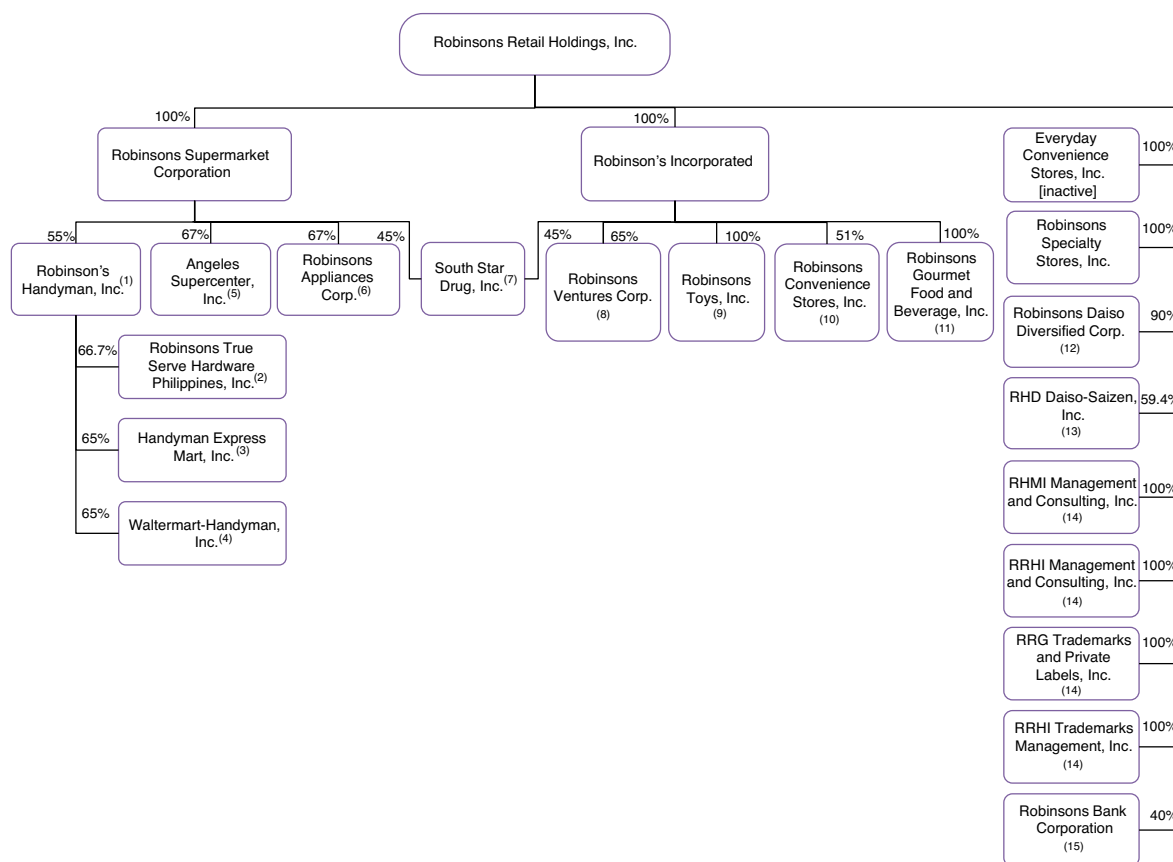 Robinsons Retail Holdings, Inc.
100%
100%
Robinsons Supermarket
Corporation
Robinson’s Incorporated
55%
67%
67%
45%
45%
65%
100%
51%
100%
Robinson’s
Handyman, Inc.(1)
Angeles
Supercenter,
Inc.(5)
Robinsons
Appliances
Corp.(6)
South Star
Drug, Inc.(7)
Robinsons
Ventures Corp.
(8)
Robinsons
Toys, Inc.
(9)
Robinsons
Convenience
Stores, Inc.
(10)
Robinsons
Gourmet
Food and
Beverage, Inc.
(11)
66.7%
Robinsons True
Serve Hardware
Philippines, Inc.(2)
65%
Handyman Express
Mart, Inc.(3)
65%
Waltermart-Handyman,
Inc.(4)
Everyday
Convenience
Stores, Inc.
[inactive]
100%
Robinsons
Specialty
Stores, Inc.
100%
Robinsons Daiso
Diversified Corp.
(12)
90%
RHD Daiso-Saizen,
Inc.
(13)
59.4%
RHMI Management
and Consulting, Inc.
(14)
100%
RRHI Management
and Consulting, Inc.
(14)
100%
RRG Trademarks
and Private
Labels, Inc.
(14)
100%
RRHI Trademarks
Management, Inc.
(14)
100%
Robinsons Bank
Corporation
(15)
40%